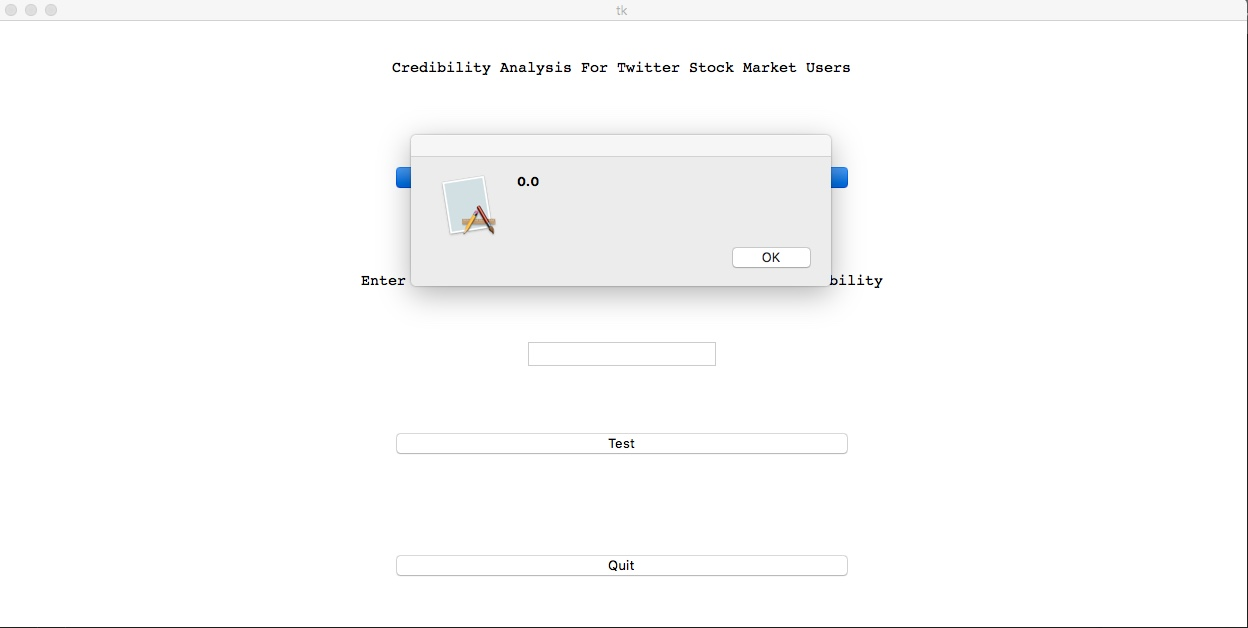 tk
Credibility Analysis For Twitter Stock Market Users
0.0
OK
Enter
bility
Test
Quit